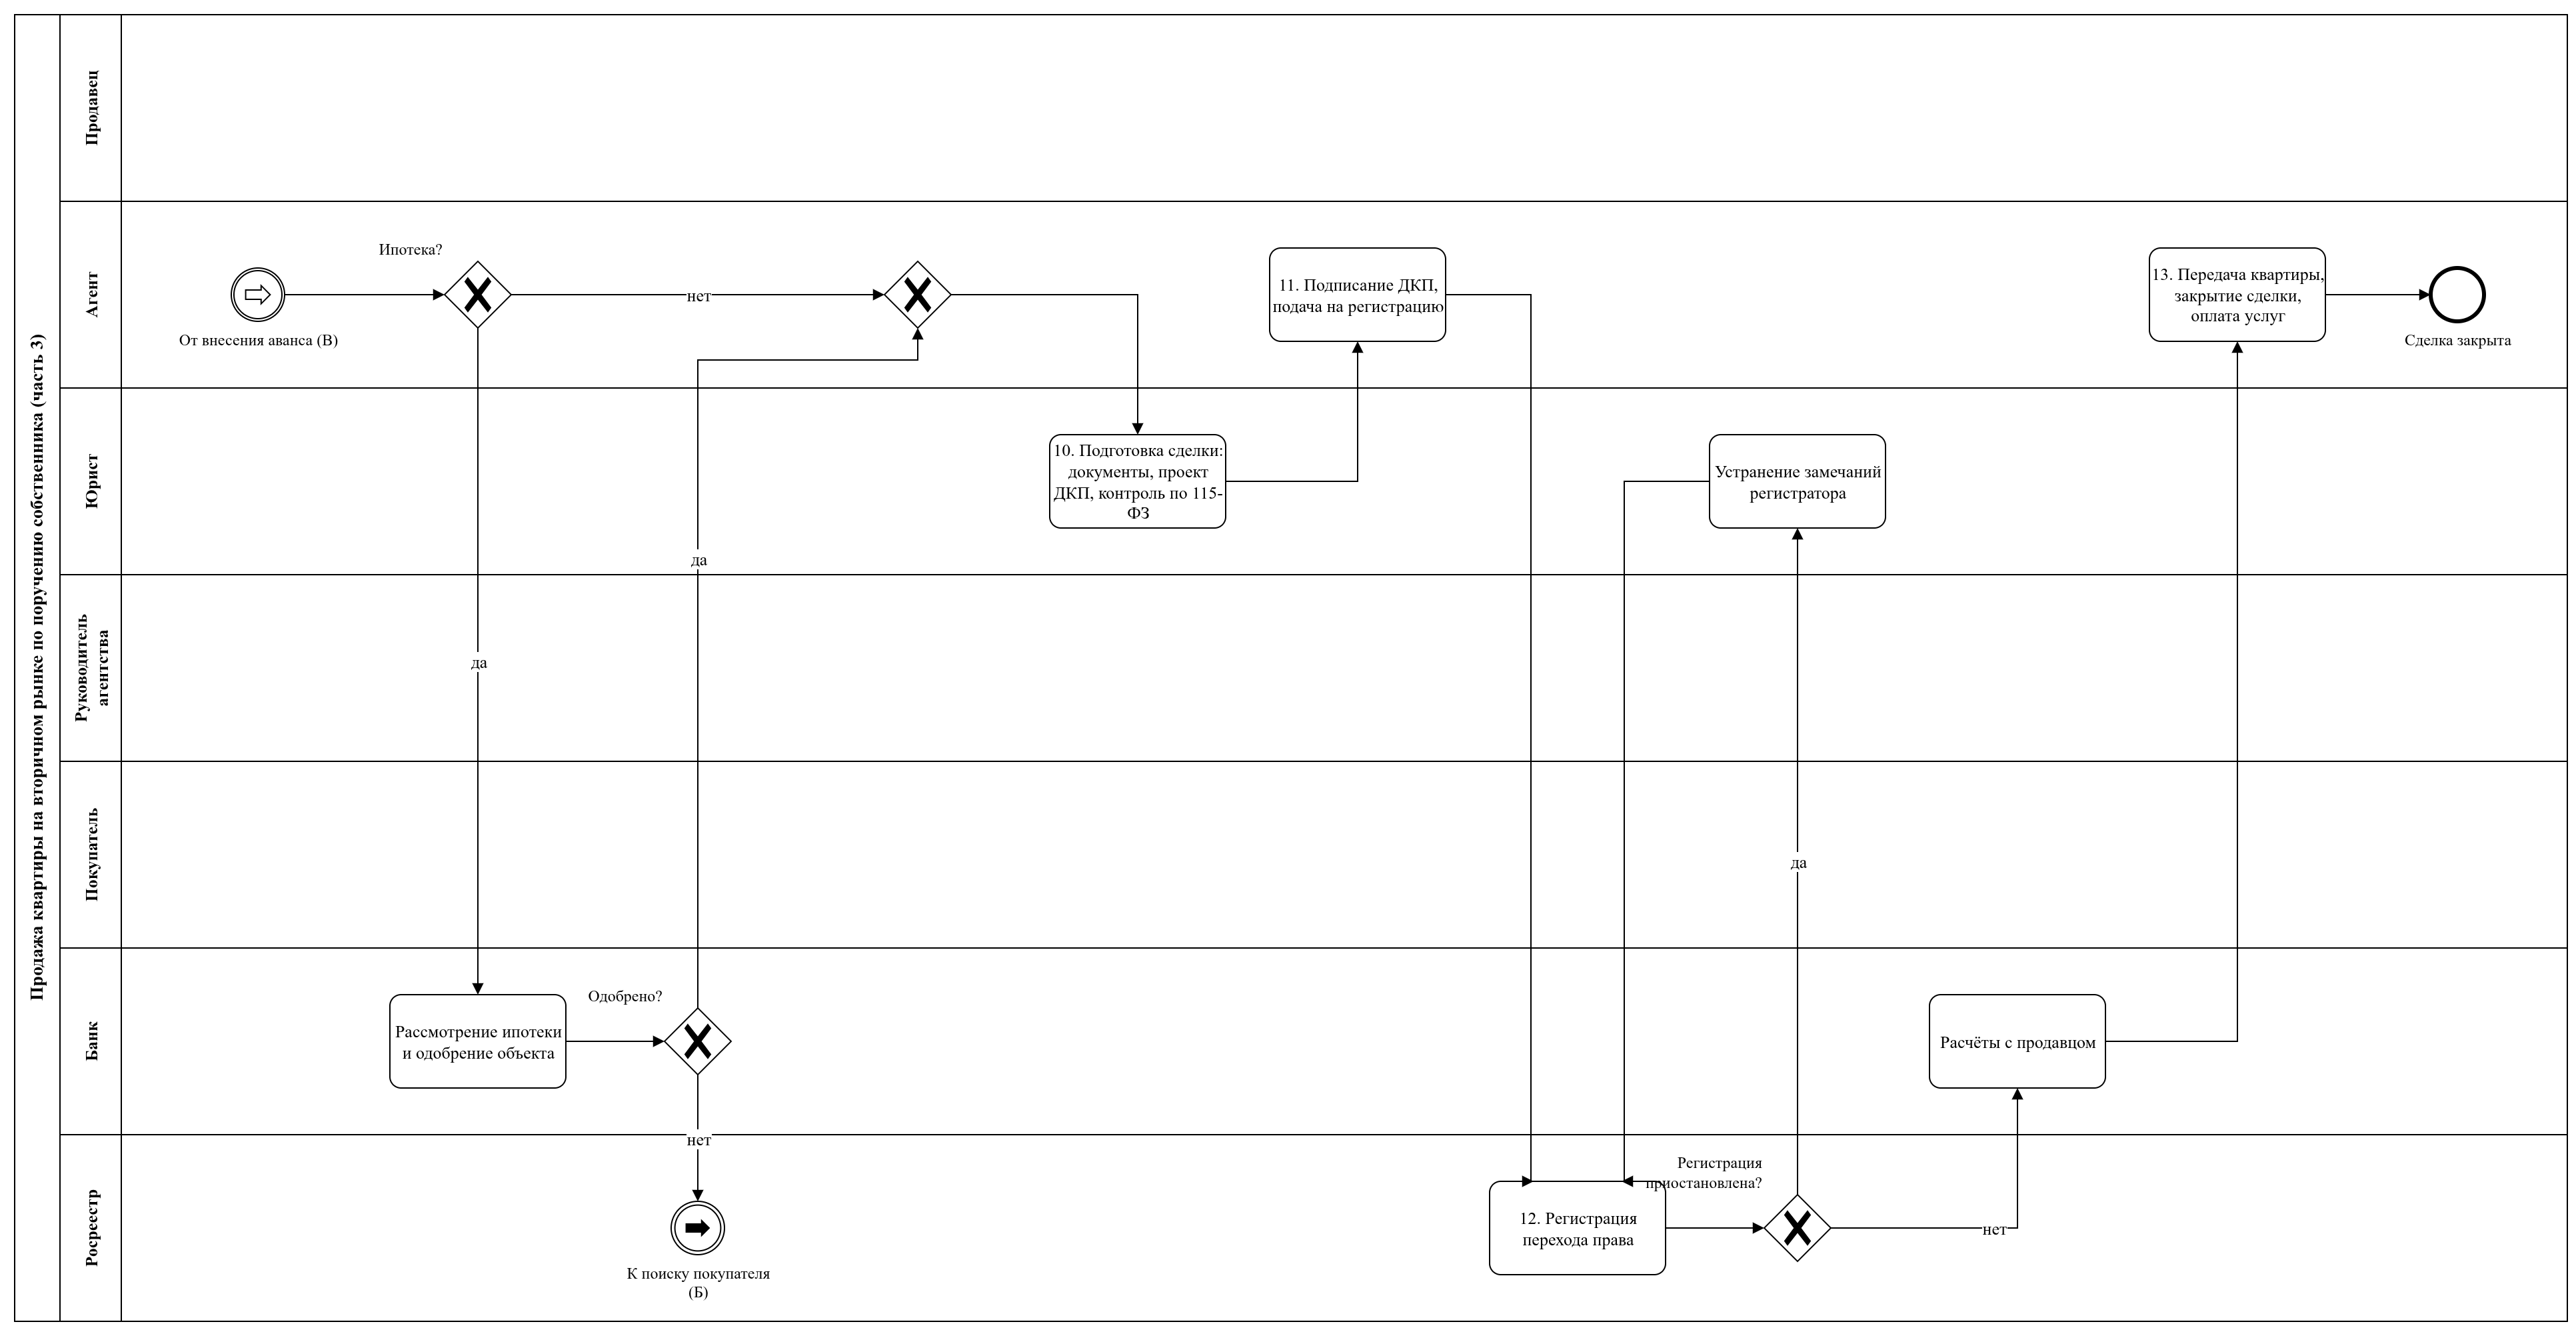 Продажа квартиры на вторичном рынке по поручению собственника (часть 3)
Продавец
Агент
Ипотека?
От внесения аванса (В)
нет
11. Подписание ДКП,
подача на регистрацию
13. Передача квартиры,
закрытие сделки,
оплата услуг
Сделка закрыта
Юрист
10. Подготовка сделки:
документы, проект
ДКП, контроль по 115-
ФЗ
Устранение замечаний
регистратора
да
Руководитель
агентства
да
Покупатель
да
Банк
Рассмотрение ипотеки
и одобрение объекта
Одобрено?
Расчёты с продавцом
нет
Росреестр
К поиску покупателя
(Б)
12. Регистрация
перехода права
Регистрация
приостановлена?
нет